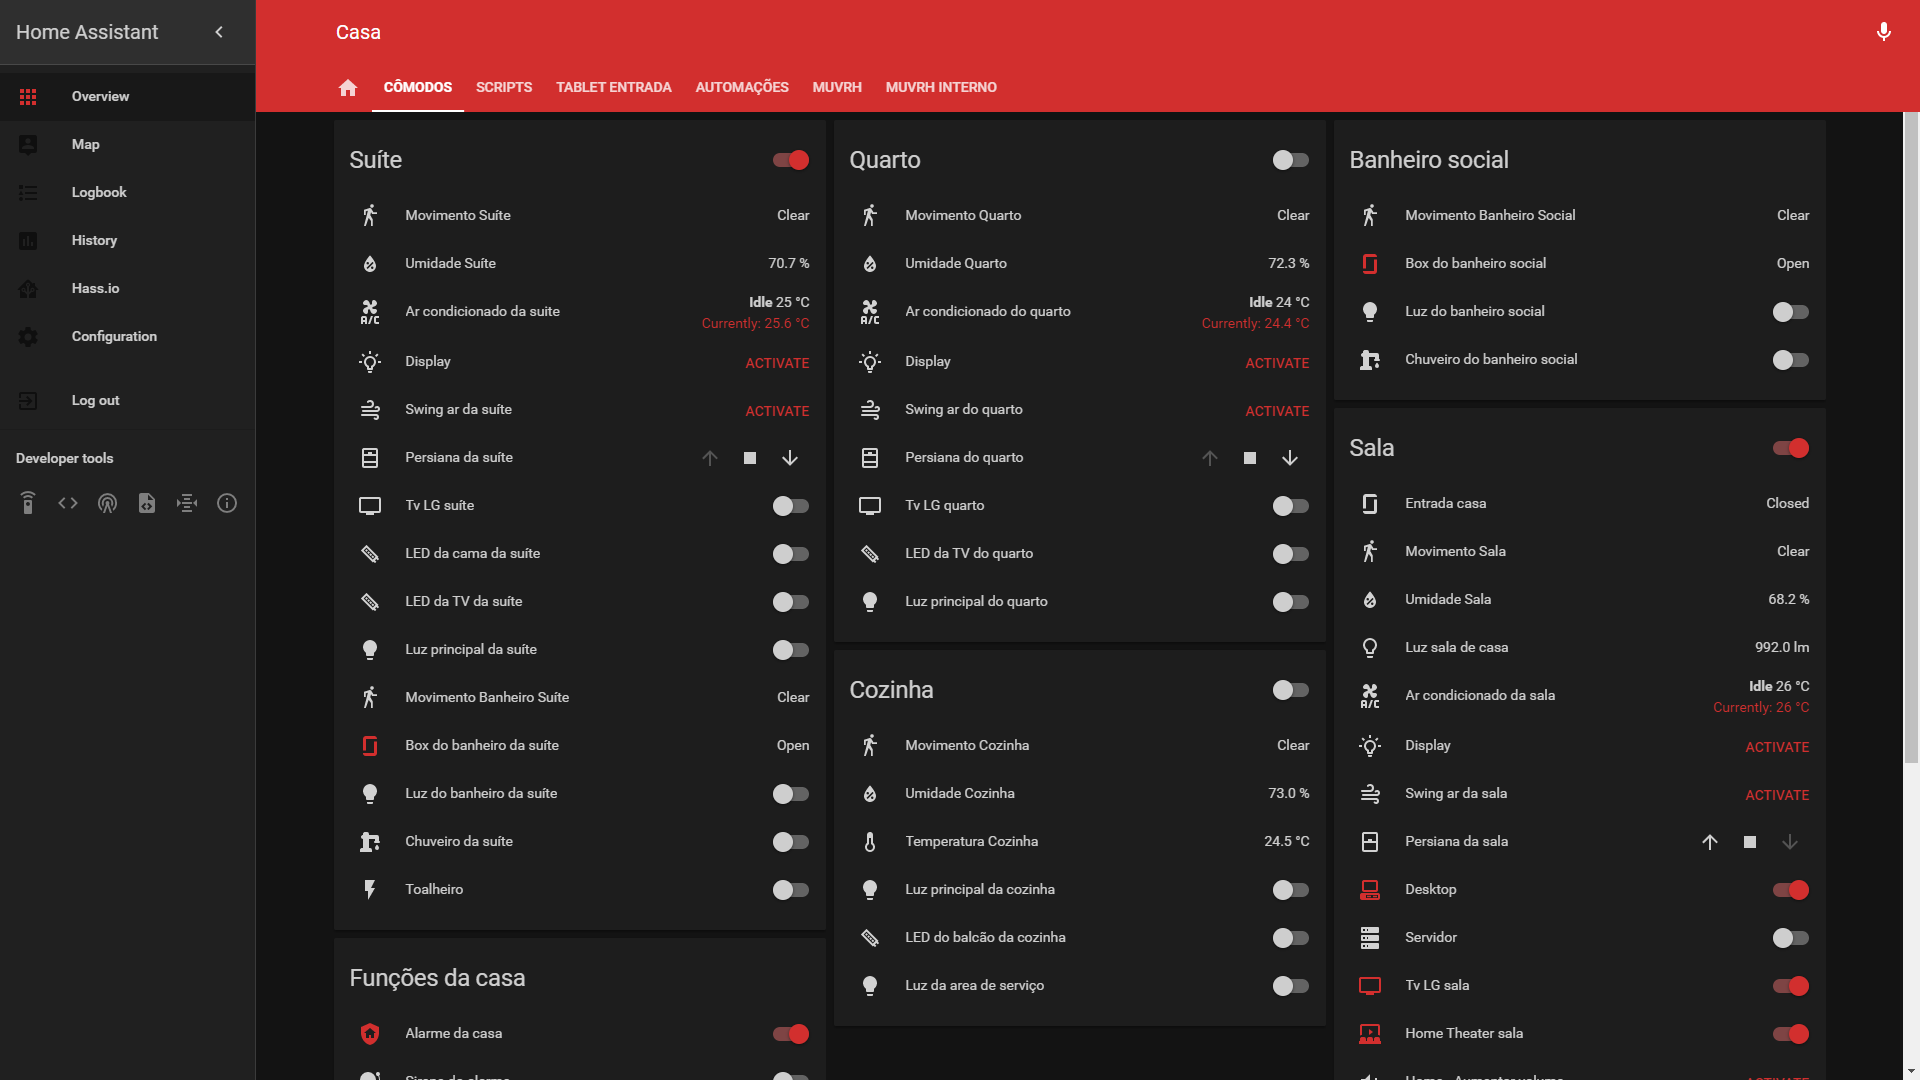 Home Assistant
Overview
Map
Logbook
History
Hass.io
Configuration
Log out
Developer tools
Casa
CÔMODOS SCRIPTS TABLET ENTRADA AUTOMAÇÕES MUVRH MUVRH INTERNO
Suíte
Movimento Suíte Clear
Umidade Suíte 70.7 %
Ar condicionado da suite Idle 25 °C
Currently: 25.6 °C
Display ACTIVATE
Swing ar da suíte ACTIVATE
Persiana da suíte
Tv LG suíte
LED da cama da suíte
LED da TV da suíte
Luz principal da suíte
Movimento Banheiro Suíte Clear
Box do banheiro da suíte Open
Luz do banheiro da suíte
Chuveiro da suíte
Toalheiro
Funções da casa
Alarme da casa
Quarto
Movimento Quarto Clear
Umidade Quarto 72.3 %
Ar condicionado do quarto Idle 24 °C
Currently: 24.4 °C
Display ACTIVATE
Swing ar do quarto ACTIVATE
Persiana do quarto
Tv LG quarto
LED da TV do quarto
Luz principal do quarto
Cozinha
Movimento Cozinha Clear
Umidade Cozinha 73.0 %
Temperatura Cozinha 24.5 °C
Luz principal da cozinha
LED do balcão da cozinha
Luz da area de serviço
Banheiro social
Movimento Banheiro Social Clear
Box do banheiro social Open
Luz do banheiro social
Chuveiro do banheiro social
Sala
Entrada casa Closed
Movimento Sala Clear
Umidade Sala 68.2 %
Luz sala de casa 992.0 lm
Ar condicionado da sala Idle 26 °C
Currently: 26 °C
Display ACTIVATE
Swing ar da sala ACTIVATE
Persiana da sala
Desktop
Servidor
Tv LG sala
Home Theater sala